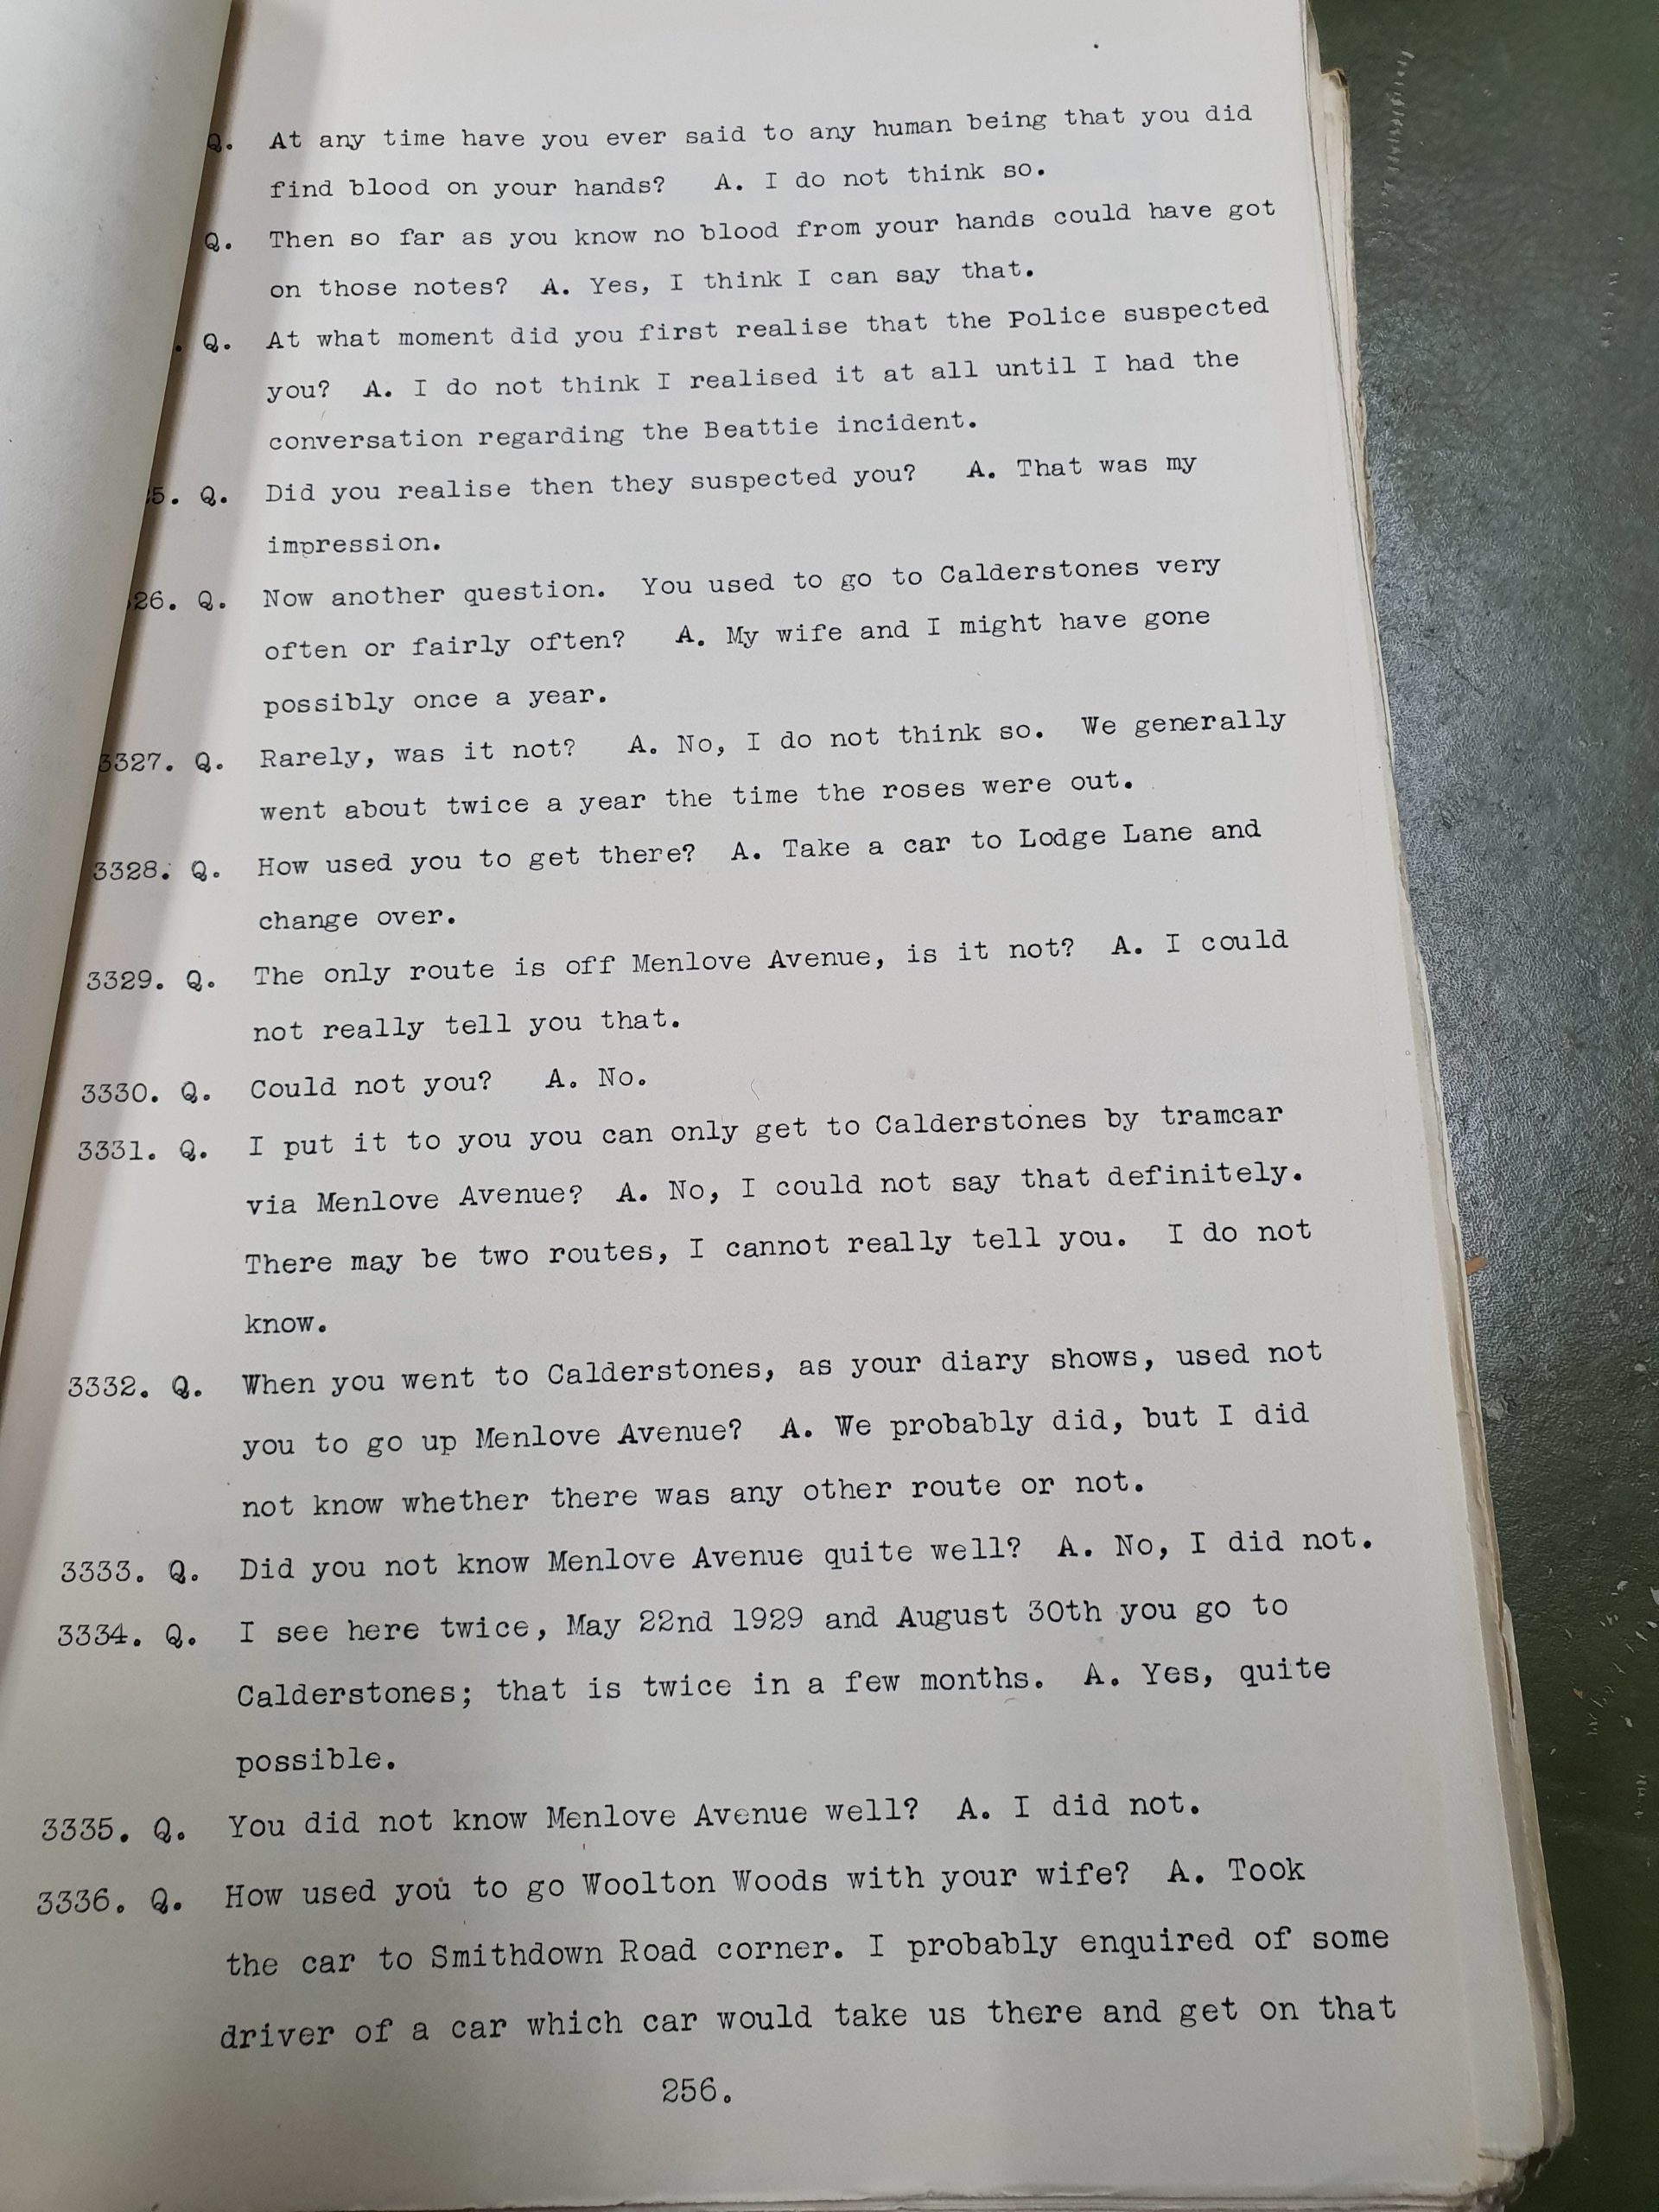 Q. At any time have you ever said to any human being that you did
find blood on your hands? A. I do not think so.
Q. Then so far as you know no blood from your hands could have got
on those notes? A. Yes, I think I can say that.
. Q. At what moment did you first realise that the Police suspected
you? A. I do not think I realised it at all until I had the
conversation regarding the Beattie incident.
5. Q. Did you realise then they suspected you? A. That was my
impression.
26. Q. Now another question. You used to go to Calderstones very
often or fairly often? A. My wife and I might have gone
possibly once a year.
3327. Q. Rarely, was it not? A. No, I do not think so. We generally
went about twice a year the time the roses were out.
3328. Q. How used you to get there? A. Take a car to Lodge Lane and
change over.
3329. Q. The only route is off Menlove Avenue, is it not? A. I could
not really tell you that.
3330. Q. Could not you? A. No.
3331. Q. I put it to you you can only get to Calderstones by tramcar
via Menlove Avenue? A. No, I could not say that definitely.
There may be two routes, I cannot really tell you. I do not
know.
3332. Q. When you went to Calderstones, as your diary shows, used not
you to go up Menlove Avenue? A. We probably did, but I did
not know whether there was any other route or not.
3333. Q. Did you not know Menlove Avenue quite well? A. No, I did not.
3334. Q. I see here twice, May 22nd 1929 and August 30th you go to
Calderstones; that is twice in a few months. A. Yes, quite
possible.
3335. Q. You did not know Menlove Avenue well? A. I did not.
3336. Q. How used you to go Woolton Woods with your wife? A. Took
the car to Smithdown Road corner. I probably enquired of some
driver of a car which car would take us there and get on that
256.